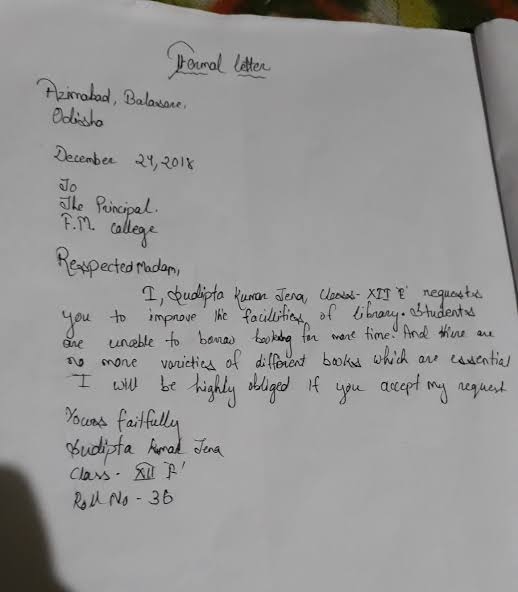 Formal letter
Azimabad, Balasore,
Odisha
December 24, 2018
To
The Principal.
F.M. college
Respected Madam,
I, Sudipta Kumar Jena, Class- XII 'E' requests
you to improve the facilities of library. Students
are unable to borrow for more time. And there are
no more varieties of different books which are essential
I will be highly obliged If you accept my request
Yours faitfully
Sudipta Kumar Jena
Class - XII
Roll No - 36